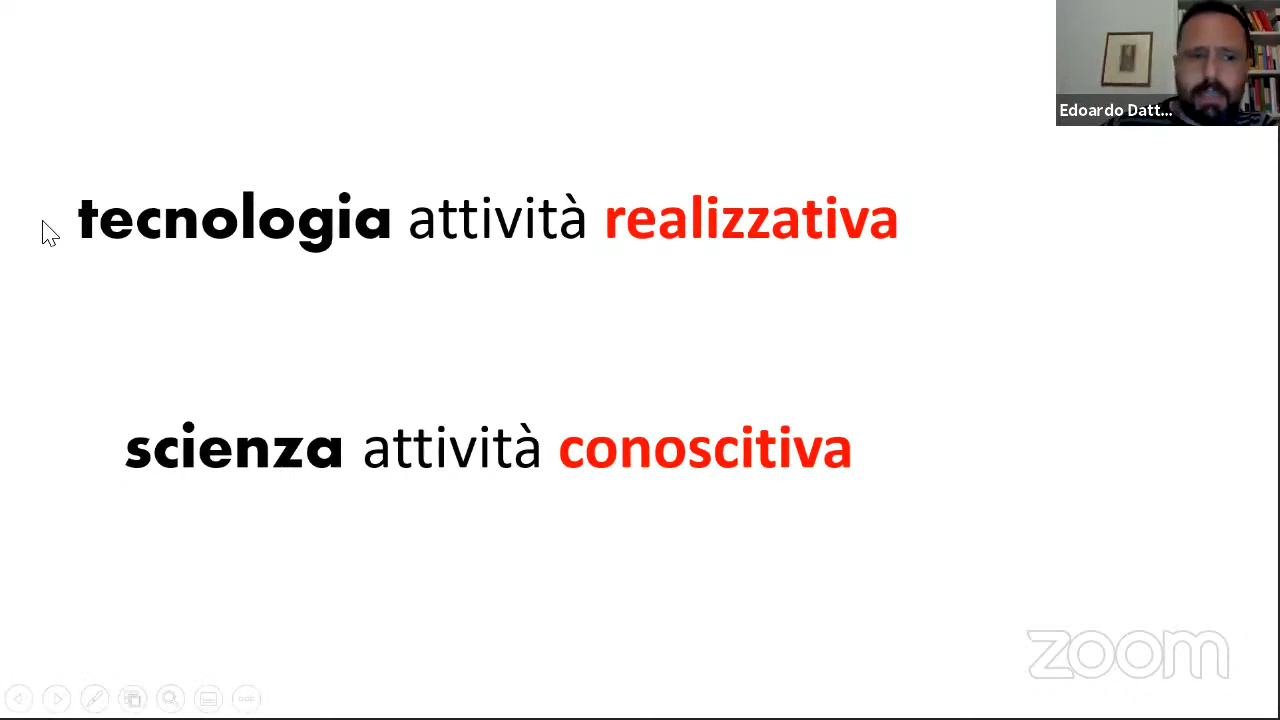 Edoardo Datt...
tecnologia attività realizzativa
scienza attività conoscitiva
zoom